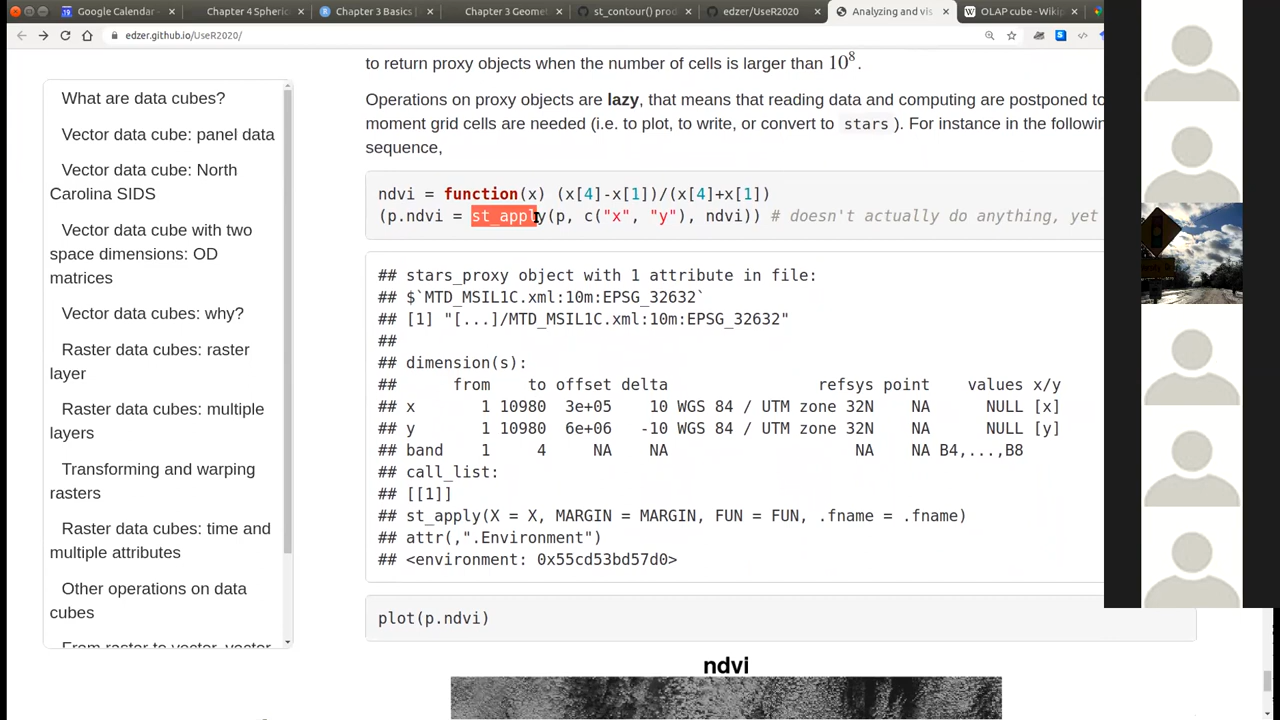 Google Calendar -
Chapter 4 Spheric
Chapter 3 Basics |
Chapter 3 Geomet
st_contour() prod
edzer/UseR2020
Analyzing and vis
OLAP cube - Wikip
edzer.github.io/UseR2020/
What are data cubes?
Vector data cube: panel data
Vector data cube: North
Carolina SIDS
Vector data cube with two
space dimensions: OD
matrices
Vector data cubes: why?
Raster data cubes: raster
layer
Raster data cubes: multiple
layers
Transforming and warping
rasters
Raster data cubes: time and
multiple attributes
Other operations on data
cubes
From raster to vector, vector
to return proxy objects when the number of cells is larger than 10^8.
Operations on proxy objects are lazy, that means that reading data and computing are postponed to
moment grid cells are needed (i.e. to plot, to write, or convert to stars ). For instance in the following
sequence,
ndvi = function(x) (x[4]-x[1])/(x[4]+x[1])
(p.ndvi = st_apply(p, c("x", "y"), ndvi)) # doesn't actually do anything, yet
## stars_proxy object with 1 attribute in file:
## $`MTD_MSIL1C.xml:10m:EPSG_32632`
## [1] "[...]/MTD_MSIL1C.xml:10m:EPSG_32632"
##
## dimension(s):
## from to offset delta refsys point values x/y
## x 1 10980 3e+05 10 WGS 84 / UTM zone 32N NA NULL [x]
## y 1 10980 6e+06 -10 WGS 84 / UTM zone 32N NA NULL [y]
## band 1 4 NA NA NA NA B4,...,B8
## call_list:
## [[1]]
## st_apply(X = X, MARGIN = MARGIN, FUN = FUN, .fname = .fname)
## attr(,".Environment")
## <environment: 0x55cd53bd57d0>
plot(p.ndvi)
ndvi